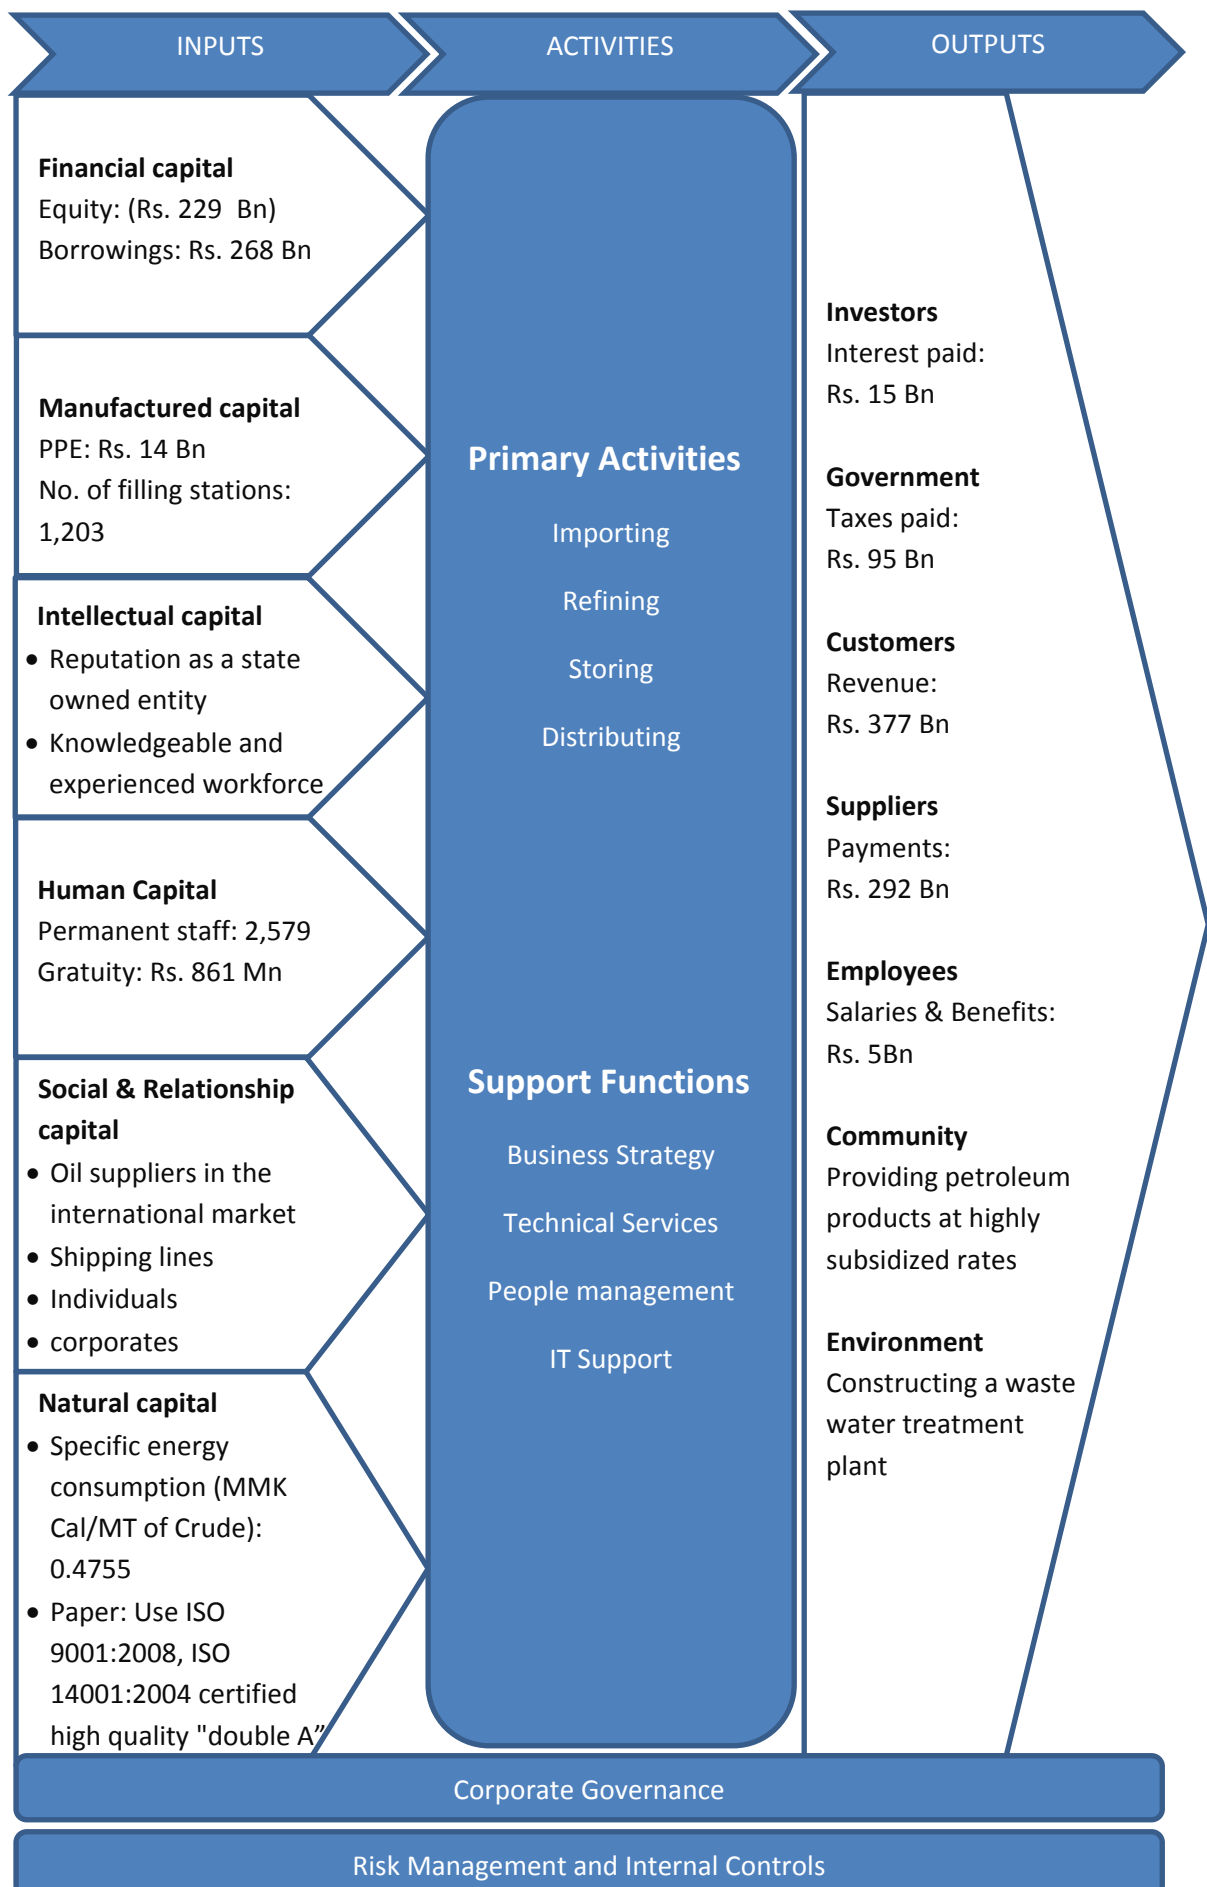 INPUTS
ACTIVITIES
OUTPUTS
Financial capital
Equity: (Rs. 229  Bn)
Borrowings: Rs. 268 Bn
Manufactured capital
PPE: Rs. 14 Bn
No. of filling stations:
1,203
Intellectual capital
• Reputation as a state
owned entity
• Knowledgeable and
experienced workforce
Human Capital
Permanent staff: 2,579
Gratuity: Rs. 861 Mn
Social & Relationship
capital
• Oil suppliers in the
international market
• Shipping lines
• Individuals
• corporates
Natural capital
• Specific energy
consumption (MMK
Cal/MT of Crude):
0.4755
• Paper: Use ISO
9001:2008, ISO
14001:2004 certified
high quality "double A”
Primary Activities
Importing
Refining
Storing
Distributing
Support Functions
Business Strategy
Technical Services
People management
IT Support
Investors
Interest paid:
Rs. 15 Bn
Government
Taxes paid:
Rs. 95 Bn
Customers
Revenue:
Rs. 377 Bn
Suppliers
Payments:
Rs. 292 Bn
Employees
Salaries & Benefits:
Rs. 5Bn
Community
Providing petroleum
products at highly
subsidized rates
Environment
Constructing a waste
water treatment
plant
Corporate Governance
Risk Management and Internal Controls